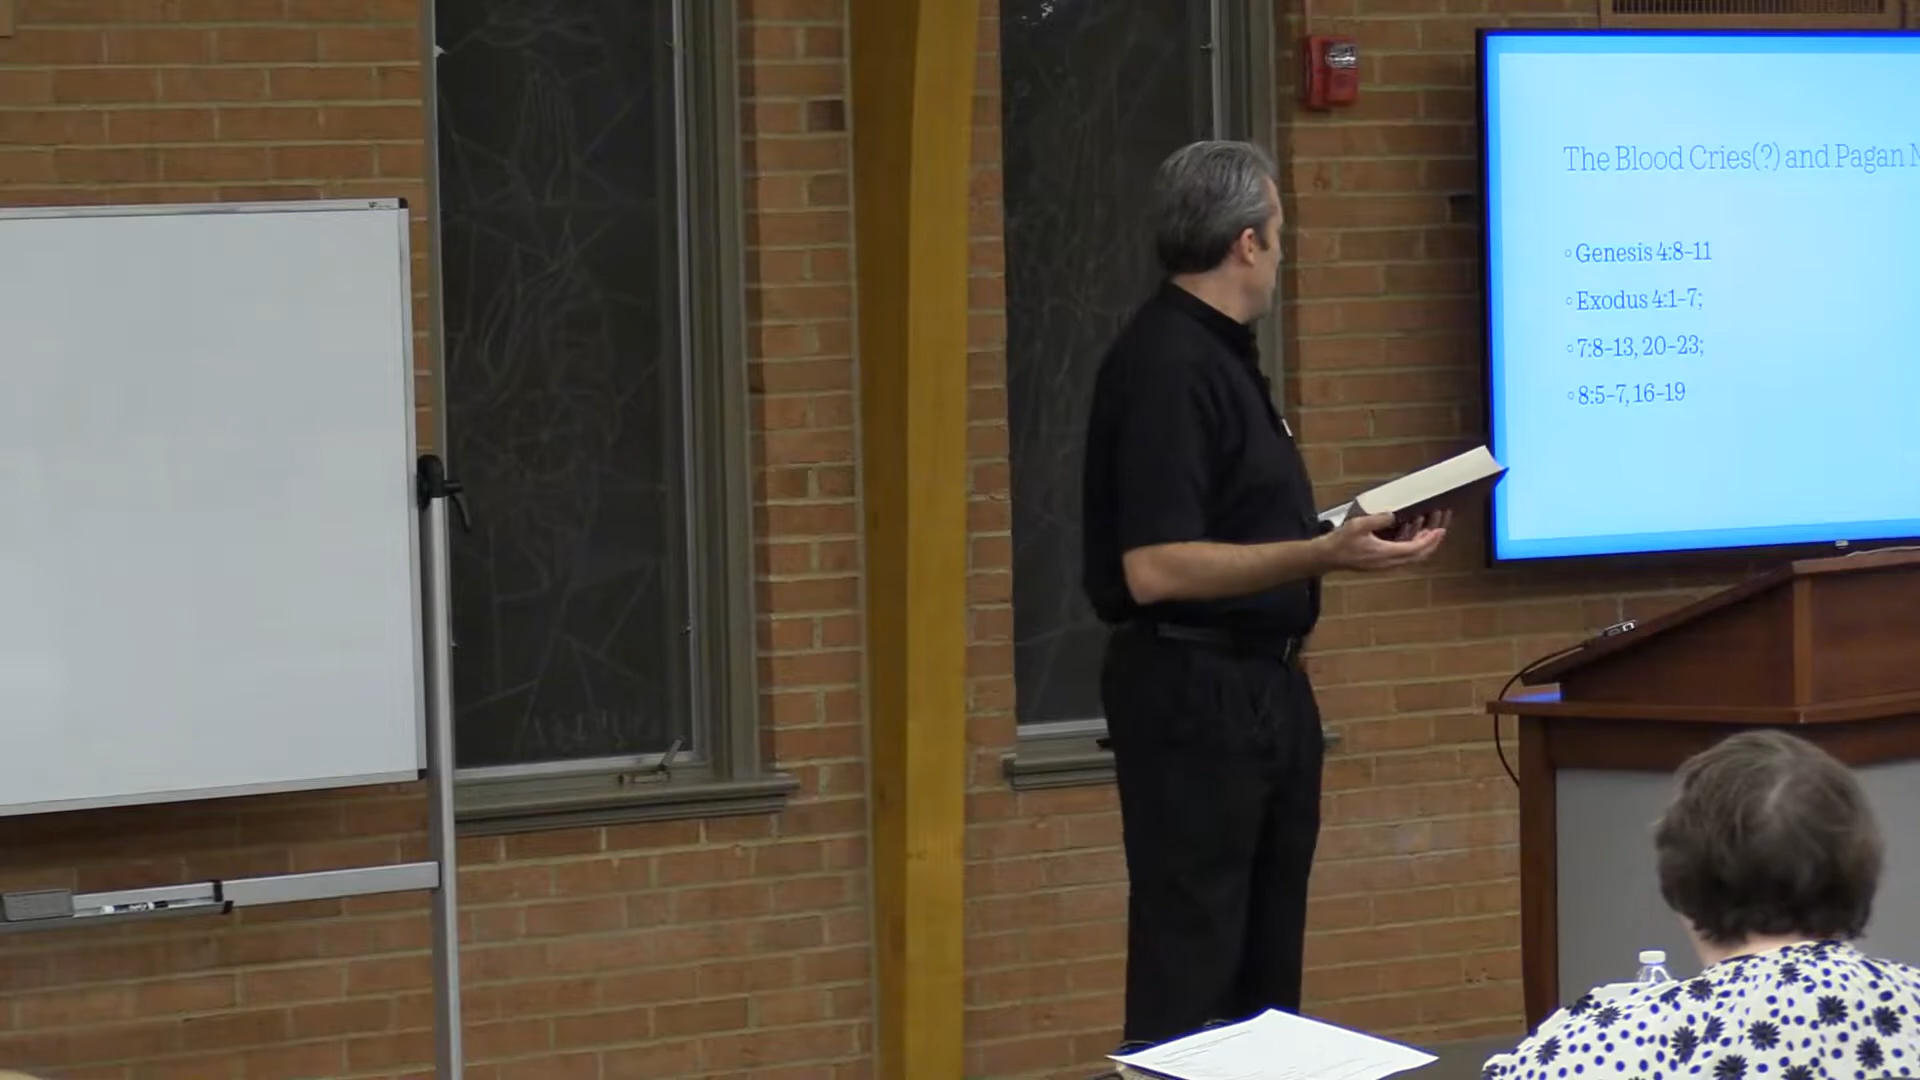 The Blood Cries(?) and Pagan
Genesis 4:8-11
Exodus 4:1-7;
7:8-13, 20-23;
8:5-7, 16-19